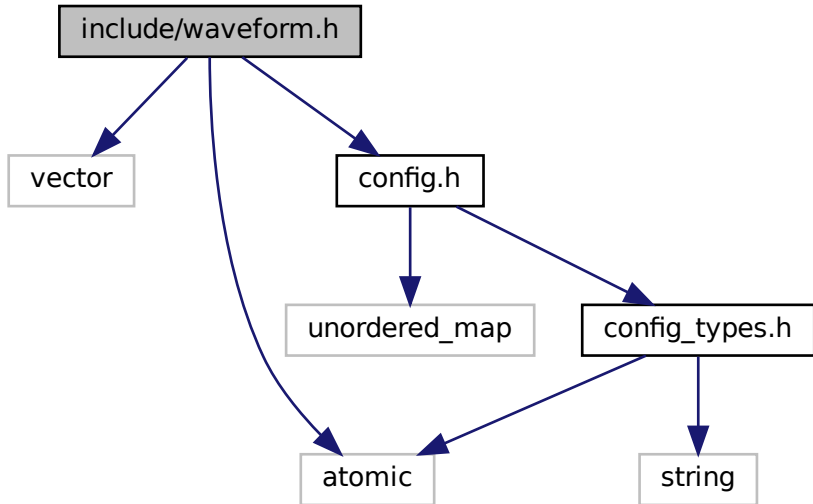 include/waveform.h
vector
config.h
unordered_map
config_types.h
atomic
string